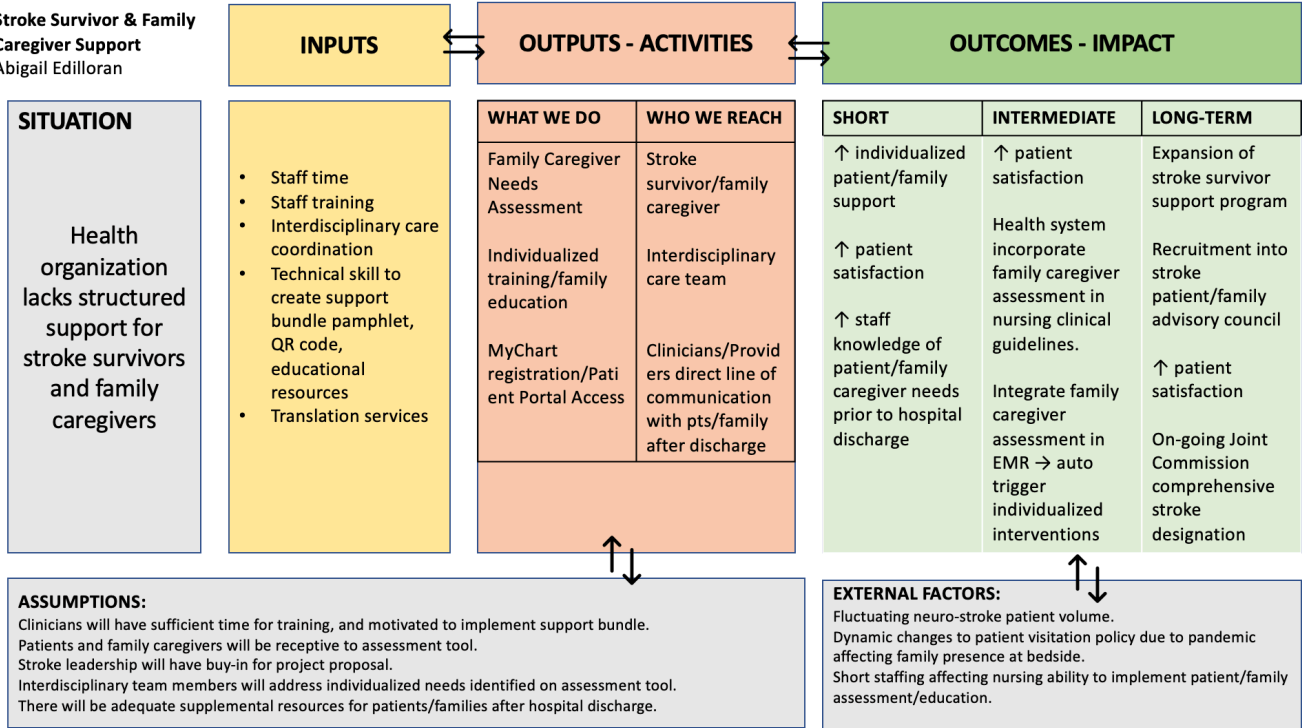 Stroke Survivor & Family
Caregiver Support
Abigail Edilloran
INPUTS
OUTPUTS - ACTIVITIES
OUTCOMES - IMPACT
SITUATION
Health
organization
lacks structured
support for
stroke survivors
and family
caregivers
• Staff time
• Staff training
• Interdisciplinary care
coordination
• Technical skill to
create support
bundle pamphlet,
QR code,
educational
resources
• Translation services
WHAT WE DO
Family Caregiver
Needs
Assessment
Individualized
training/family
education
MyChart
registration/Pati
ent Portal Access
WHO WE REACH
Stroke
survivor/family
caregiver
Interdisciplinary
care team
Clinicians/Provid
ers direct line of
communication
with pts/family
after discharge
SHORT
↑ individualized
patient/family
support
↑ patient
satisfaction
↑ staff
knowledge of
patient/family
caregiver needs
prior to hospital
discharge
INTERMEDIATE
↑ patient
satisfaction
Health system
incorporate
family caregiver
assessment in
nursing clinical
guidelines.
Integrate family
caregiver
assessment in
EMR → auto
trigger
individualized
interventions
LONG-TERM
Expansion of
stroke survivor
support program
Recruitment into
stroke
patient/family
advisory council
↑ patient
satisfaction
On-going Joint
Commission
comprehensive
stroke
designation
ASSUMPTIONS:
Clinicians will have sufficient time for training, and motivated to implement support bundle.
Patients and family caregivers will be receptive to assessment tool.
Stroke leadership will have buy-in for project proposal.
Interdisciplinary team members will address individualized needs identified on assessment tool.
There will be adequate supplemental resources for patients/families after hospital discharge.
EXTERNAL FACTORS:
Fluctuating neuro-stroke patient volume.
Dynamic changes to patient visitation policy due to pandemic
affecting family presence at bedside.
Short staffing affecting nursing ability to implement patient/family
assessment/education.